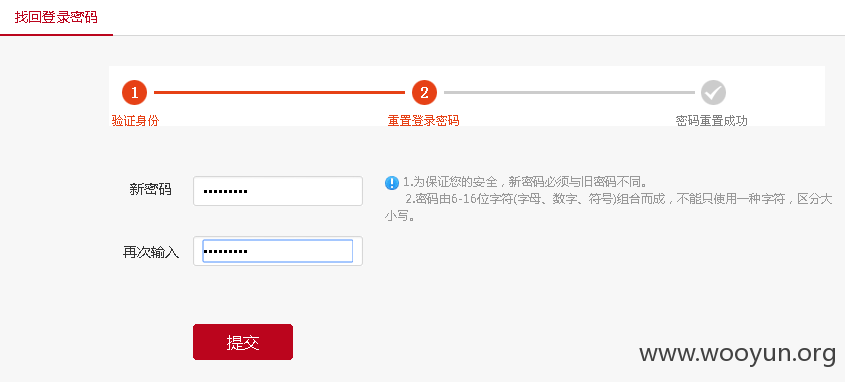 找回登录密码
1 2
验证身份 重置登录密码 密码重置成功
新密码 ••••••••• 1.为保证您的安全，新密码必须与旧密码不同。
2.密码由6-16位字符(字母、数字、符号)组合而成，不能只使用一种字符，区分大
小写。
再次输入 •••••••••
提交
www.wooyun.org